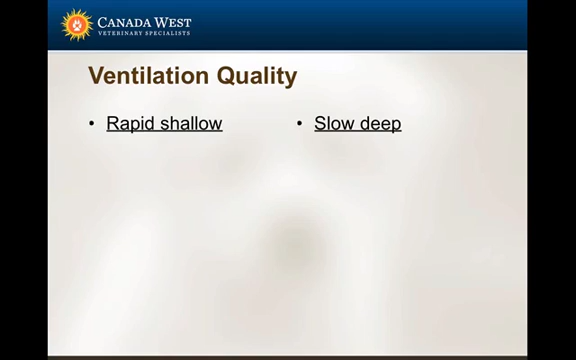 CANADA WEST
VETERINARY SPECIALISTS
Ventilation Quality
• Rapid shallow
• Slow deep